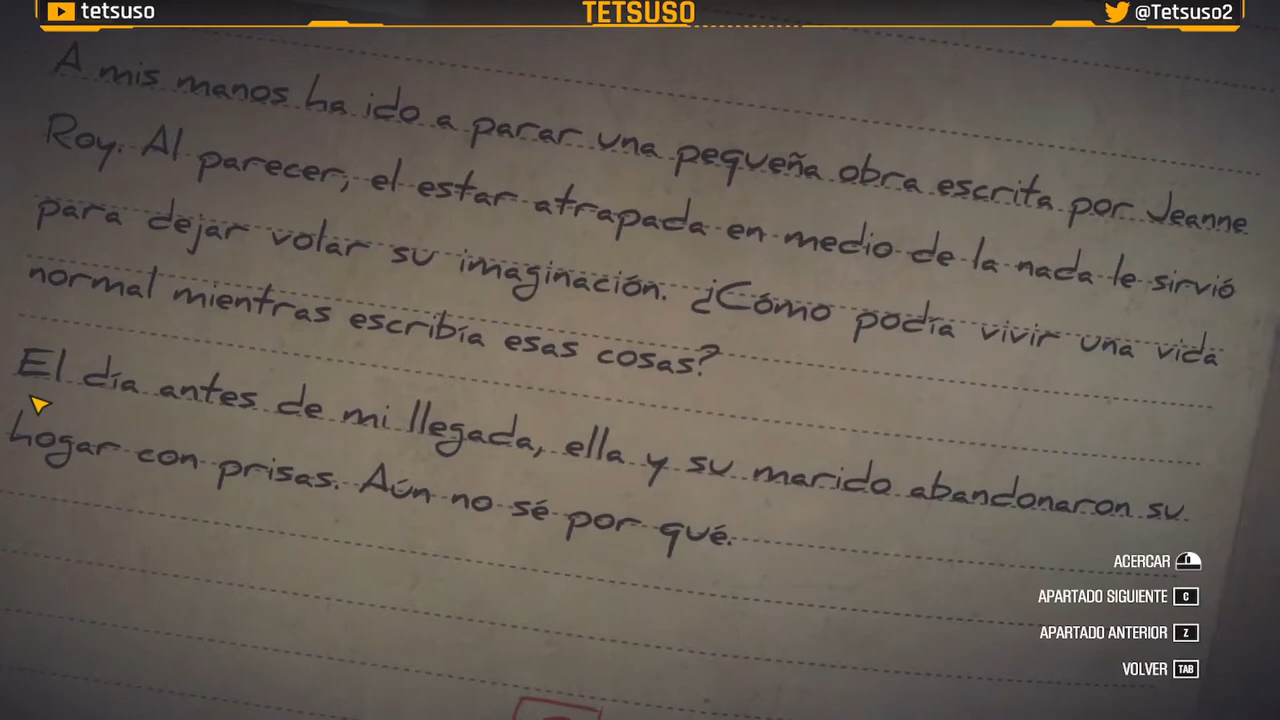 tetsuso
TETSUSO
@Tetsuso2
A mis manos ha ido a parar una pequeña obra escrita por Jeanne
Roy. Al parecer, el estar atrapada en medio de la nada le sirvió
para dejar volar su imaginación. ¿Cómo podía vivir una vida
normal mientras escribía esas cosas?
El día antes de mi llegada, ella y su marido abandonaron su
hogar con prisas. Aún no sé por qué.
ACERCAR
APARTADO SIGUIENTE C
APARTADO ANTERIOR Z
VOLVER TAB